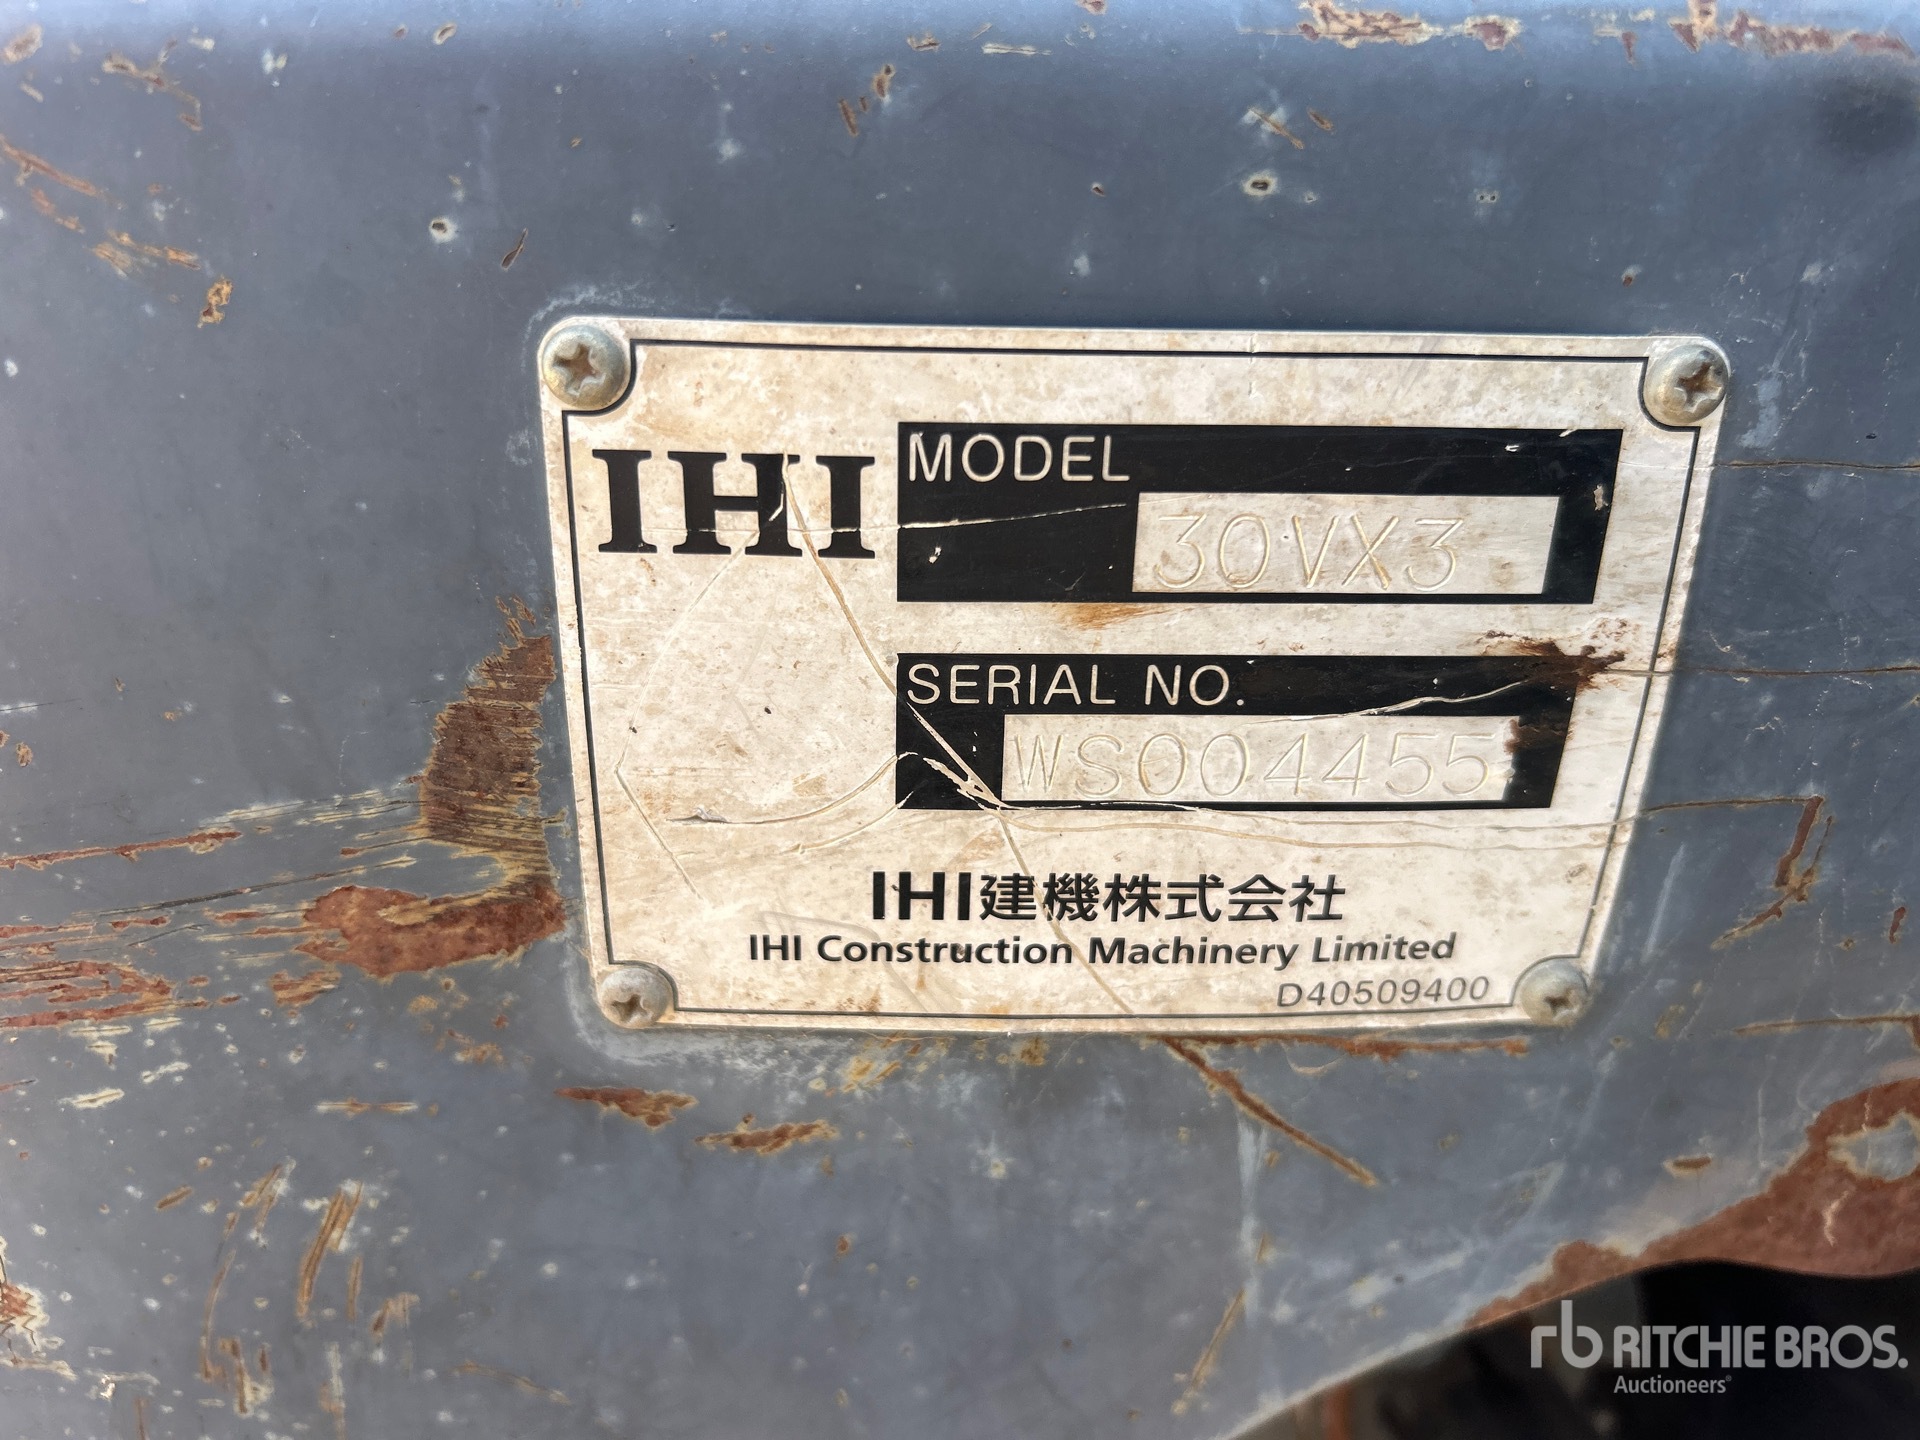 IHI
MODEL
30VX3
SERIAL NO.
WS004455
IHI建機株式会社
IHI Construction Machinery Limited
D40509400
rb RITCHIE BROS.
Auctioneers®